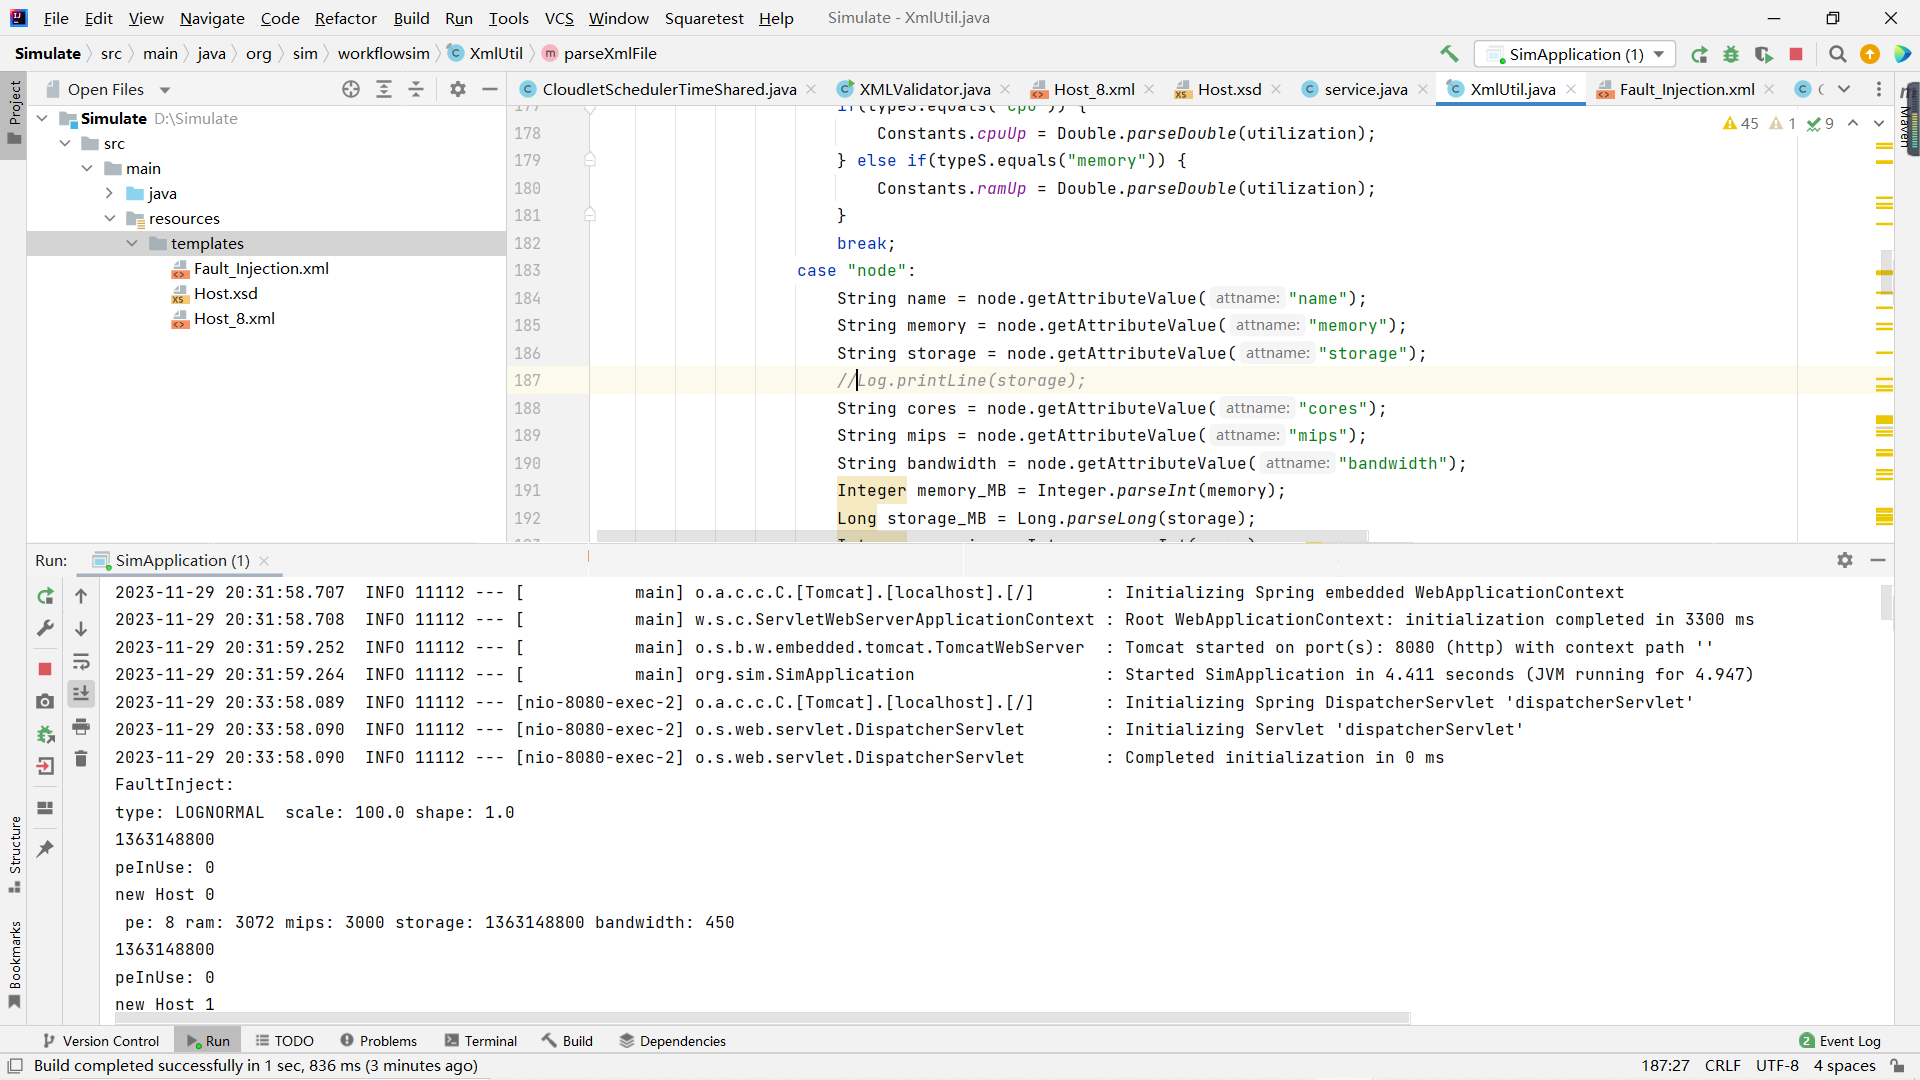 File Edit View Navigate Code Refactor Build Run Tools VCS Window Squaretest Help Simulate - XmlUtil.java
Simulate src main java org sim workflowsim XmlUtil parseXmlFile SimApplication (1)
Project
Open Files
Simulate D:\Simulate
src
main
java
resources
templates
Fault_Injection.xml
Host.xsd
Host_8.xml
CloudletSchedulerTimeShared.java XMLValidator.java Host_8.xml Host.xsd service.java XmlUtil.java Fault_Injection.xml
Maven
45 1 9
177 if(typeS.equals("cpu")) {
178 Constants.cpuUp = Double.parseDouble(utilization);
179 } else if(typeS.equals("memory")) {
180 Constants.ramUp = Double.parseDouble(utilization);
181 }
182 break;
183 case "node":
184 String name = node.getAttributeValue( attname: "name");
185 String memory = node.getAttributeValue( attname: "memory");
186 String storage = node.getAttributeValue( attname: "storage");
187 //Log.printLine(storage);
188 String cores = node.getAttributeValue( attname: "cores");
189 String mips = node.getAttributeValue( attname: "mips");
190 String bandwidth = node.getAttributeValue( attname: "bandwidth");
191 Integer memory_MB = Integer.parseInt(memory);
192 Long storage_MB = Long.parseLong(storage);
Run: SimApplication (1)
2023-11-29 20:31:58.707 INFO 11112 --- [ main] o.a.c.c.C.[Tomcat].[localhost].[/] : Initializing Spring embedded WebApplicationContext
2023-11-29 20:31:58.708 INFO 11112 --- [ main] w.s.c.ServletWebServerApplicationContext : Root WebApplicationContext: initialization completed in 3300 ms
2023-11-29 20:31:59.252 INFO 11112 --- [ main] o.s.b.w.embedded.tomcat.TomcatWebServer : Tomcat started on port(s): 8080 (http) with context path ''
2023-11-29 20:31:59.264 INFO 11112 --- [ main] org.sim.SimApplication : Started SimApplication in 4.411 seconds (JVM running for 4.947)
2023-11-29 20:33:58.089 INFO 11112 --- [nio-8080-exec-2] o.a.c.c.C.[Tomcat].[localhost].[/] : Initializing Spring DispatcherServlet 'dispatcherServlet'
2023-11-29 20:33:58.090 INFO 11112 --- [nio-8080-exec-2] o.s.web.servlet.DispatcherServlet : Initializing Servlet 'dispatcherServlet'
2023-11-29 20:33:58.090 INFO 11112 --- [nio-8080-exec-2] o.s.web.servlet.DispatcherServlet : Completed initialization in 0 ms
FaultInject:
type: LOGNORMAL scale: 100.0 shape: 1.0
1363148800
peInUse: 0
new Host 0
pe: 8 ram: 3072 mips: 3000 storage: 1363148800 bandwidth: 450
1363148800
peInUse: 0
new Host 1
Structure
Bookmarks
Version Control Run TODO Problems Terminal Build Dependencies 2 Event Log
Build completed successfully in 1 sec, 836 ms (3 minutes ago) 187:27 CRLF UTF-8 4 spaces